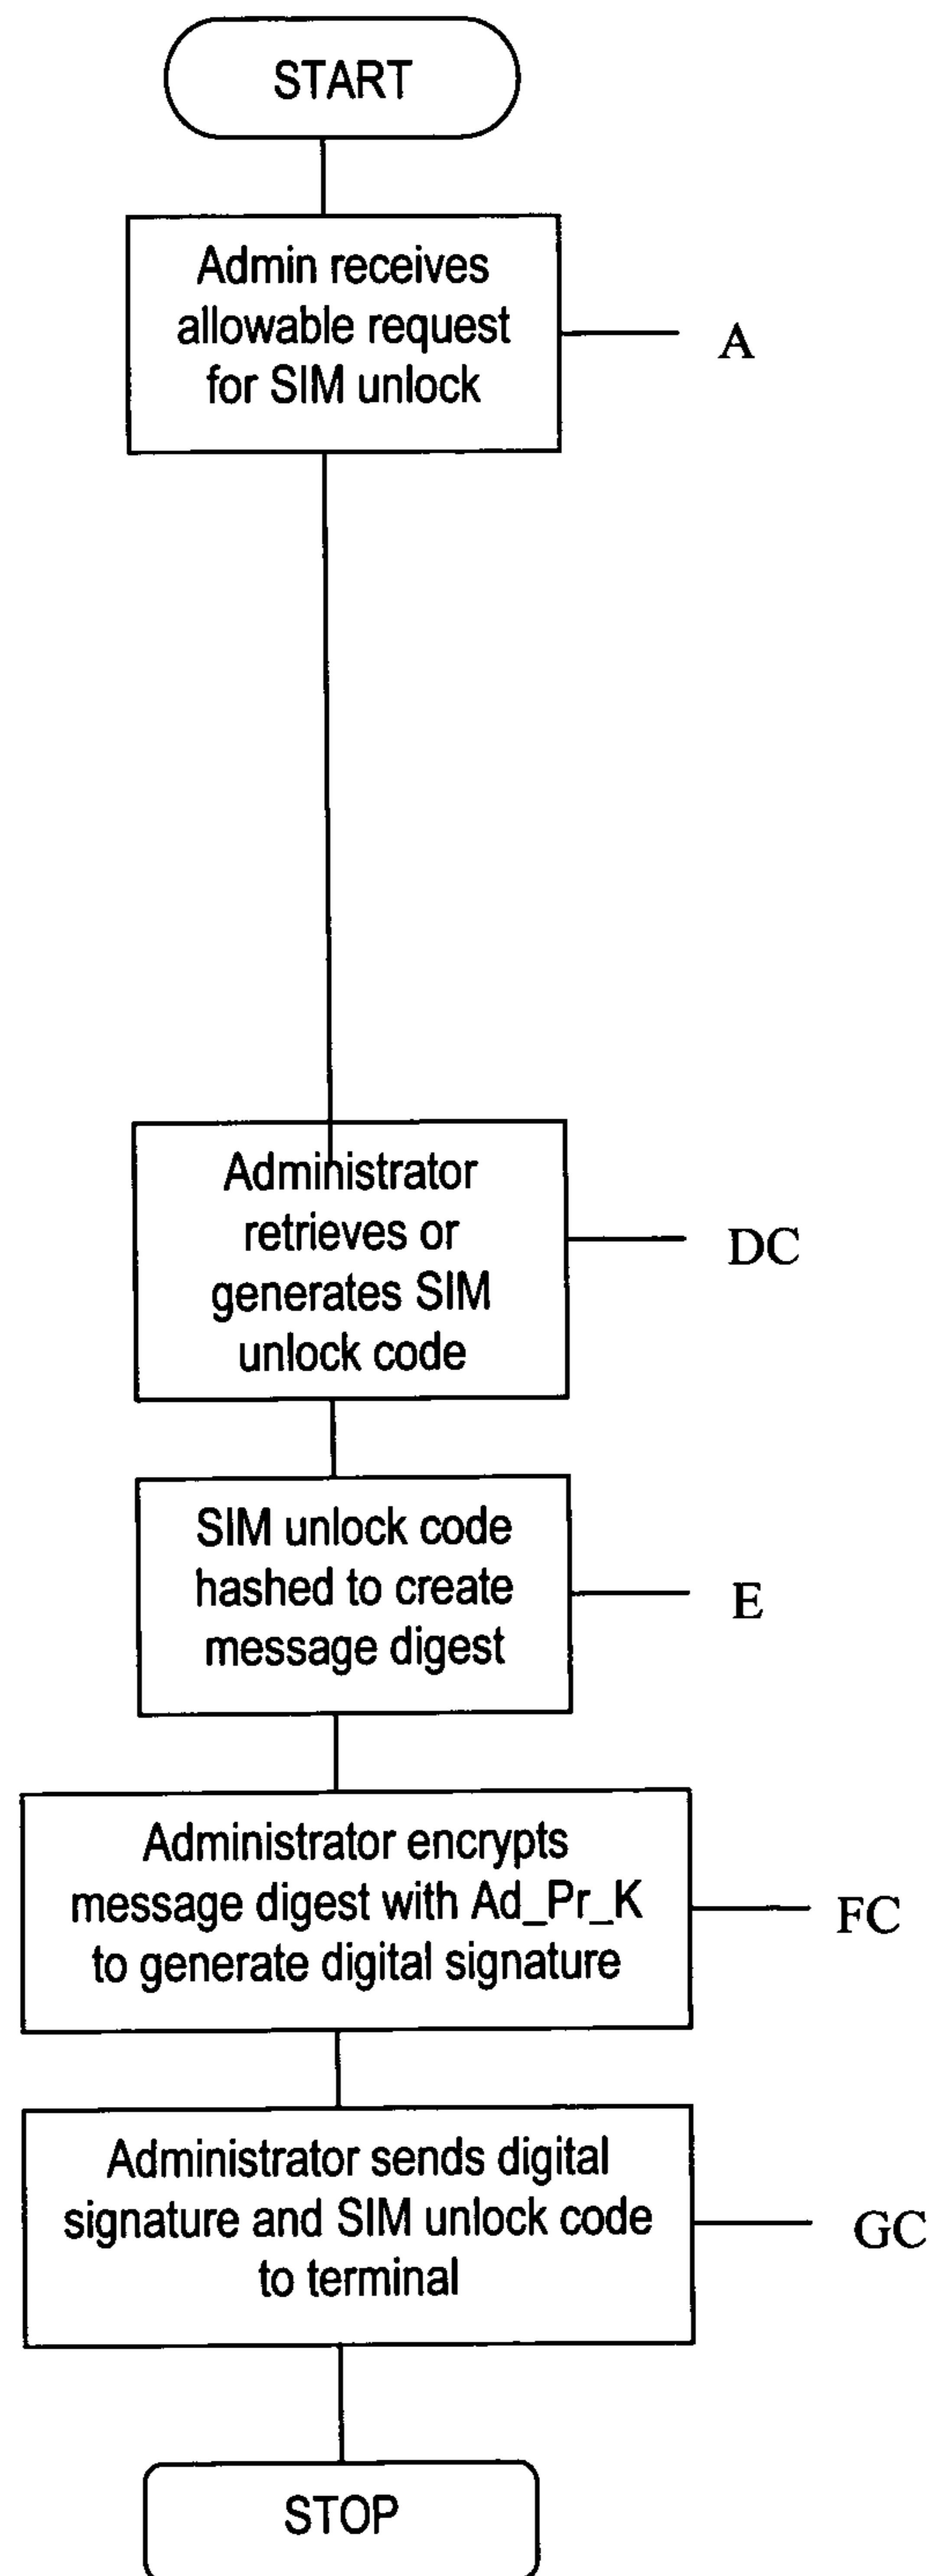 START
Admin receives
allowable request
for SIM unlock
A
Administrator
retrieves or
generates SIM
unlock code
DC
SIM unlock code
hashed to create
message digest
E
Administrator encrypts
message digest with Ad_Pr_K
to generate digital signature
FC
Administrator sends digital
signature and SIM unlock code
to terminal
GC
STOP